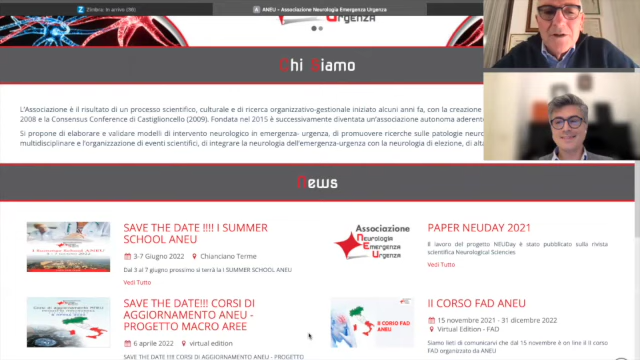 Zimbra: In arrivo (98)
ANEU – Associazione Neurologia Emergenza Urgenza
Urgenza
Chi Siamo
L'Associazione è il risultato di un processo scientifico, culturale e di ricerca organizzativo-gestionale iniziato alcuni anni fa, con la creazione
2008 e la Consensus Conference di Castiglioncello (2009). Fondata nel 2015 è successivamente diventata un'associazione autonoma aderen
Si propone di elaborare e validare modelli di intervento neurologico in emergenza- urgenza, di promuovere ricerche sulle patologie neuro
multidisciplinare e l'organizzazione di eventi scientifici, di integrare la neurologia dell'emergenza-urgenza con la neurologia di elezione, di alta
News
SAVE THE DATE !!!! I SUMMER
SCHOOL ANEU
3-7 Giugno 2022 Chianciano Terme
Dal 3 al 7 giugno prossimo si terrà la I SUMMER SCHOOL ANEU
Vedi Tutto
Associazione
Neurologia
Emergenza
Urgenza
PAPER NEUDAY 2021
Il lavoro del progetto NEUDay è stato pubblicato sulla rivista
scientifica Neurological Sciences
Vedi Tutto
SAVE THE DATE!!! CORSI DI
AGGIORNAMENTO ANEU -
PROGETTO MACRO AREE
6 aprile 2022 virtual edition
SAVE THE DATE !!! CORSI DI AGGIORNAMENTO ANEU - PROGETTO
II CORSO FAD
ANEU
II CORSO FAD ANEU
15 novembre 2021 - 31 dicembre 2022
Virtual Edition - FAD
Siamo lieti di comunicarvi che dal 15 novembre è on line il II corso
FAD organizzato da ANEU